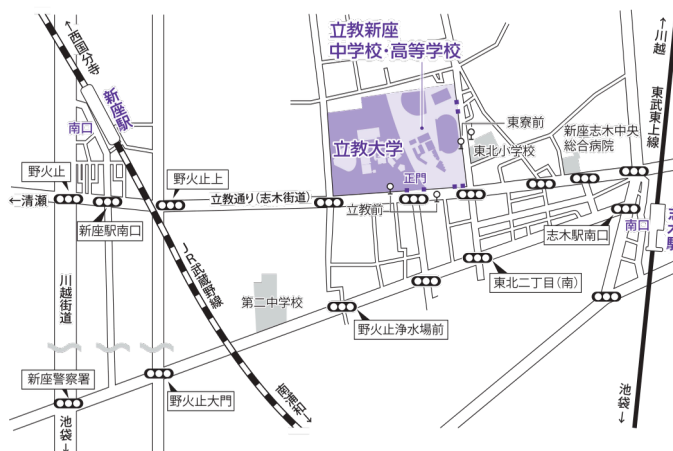 ←西国分寺
新座駅
南口
野火止
←清瀬
新座駅南口
野火止上
立教通り(志木街道)
川越街道
JR武蔵野線
新座警察署
池袋→
野火止大門
南浦和→
第二中学校
野火止浄水場前
立教新座
中学校・高等学校
立教大学
正門
立教前
東寮前
東北小学校
新座志木中央
総合病院
←川越
東武東上線
志木駅南口
南口
志木駅
東北二丁目(南)
池袋→